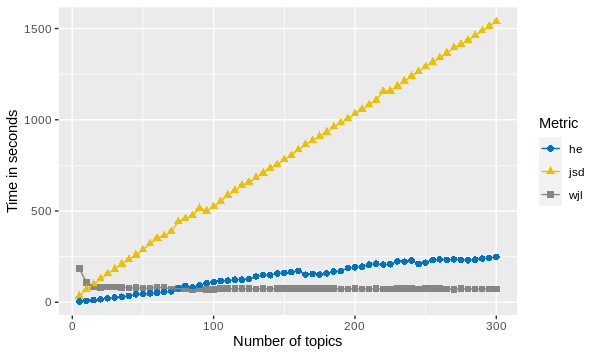 1500
1000
500
0
0
100
200
300
Time in seconds
Number of topics
Metric
he
jsd
wjl